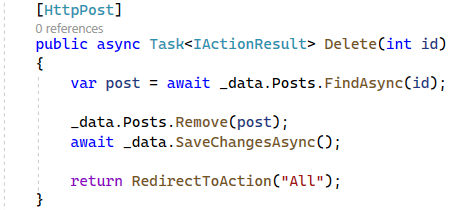 [HttpPost]
0 references
public async Task<IActionResult> Delete(int id)
{
var post = await _data.Posts.FindAsync(id);
_data.Posts.Remove(post);
await _data.SaveChangesAsync();
return RedirectToAction("All");
}